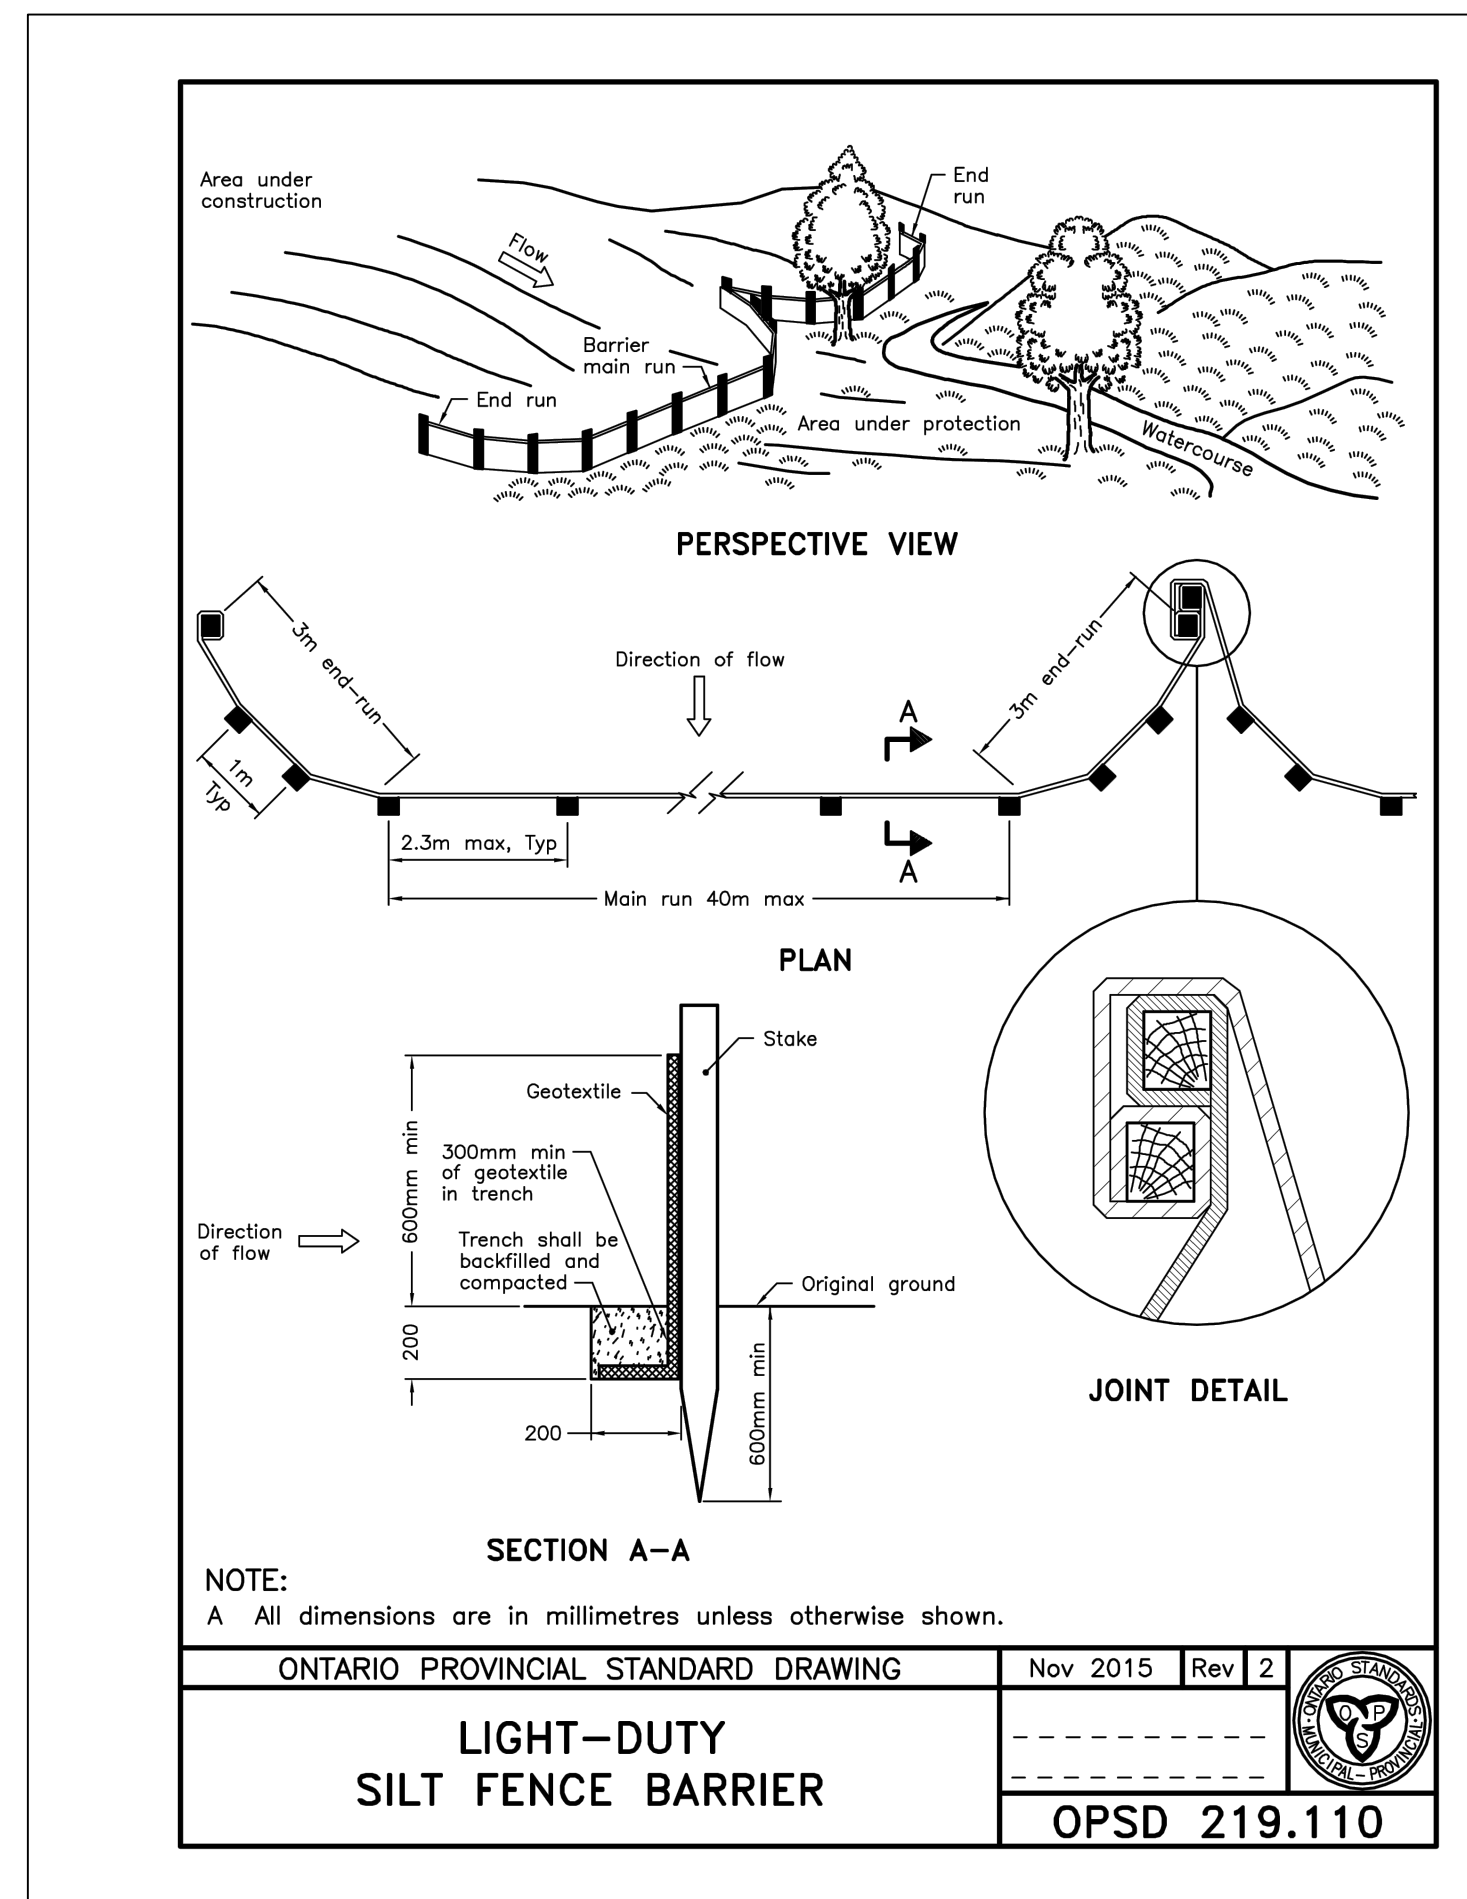 Area under
construction
Flow
End
run
Barrier
main run
End run
Area under protection
Watercourse
PERSPECTIVE VIEW
3m end-run
Direction of flow
3m end-run
A
1m
Typ
2.3m max, Typ
A
Main run 40m max
PLAN
Stake
Geotextile
600mm min
300mm min
of geotextile
in trench
Direction
of flow
Trench shall be
backfilled and
compacted
Original ground
200
600mm min
200
JOINT DETAIL
SECTION A-A
NOTE:
A All dimensions are in millimetres unless otherwise shown.
ONTARIO PROVINCIAL STANDARD DRAWING
Nov 2015
Rev
2
LIGHT-DUTY
SILT FENCE BARRIER
ONTARIO STANDARDS
MUNICIPAL-PROVINCIAL
O P
S
OPSD 219.110